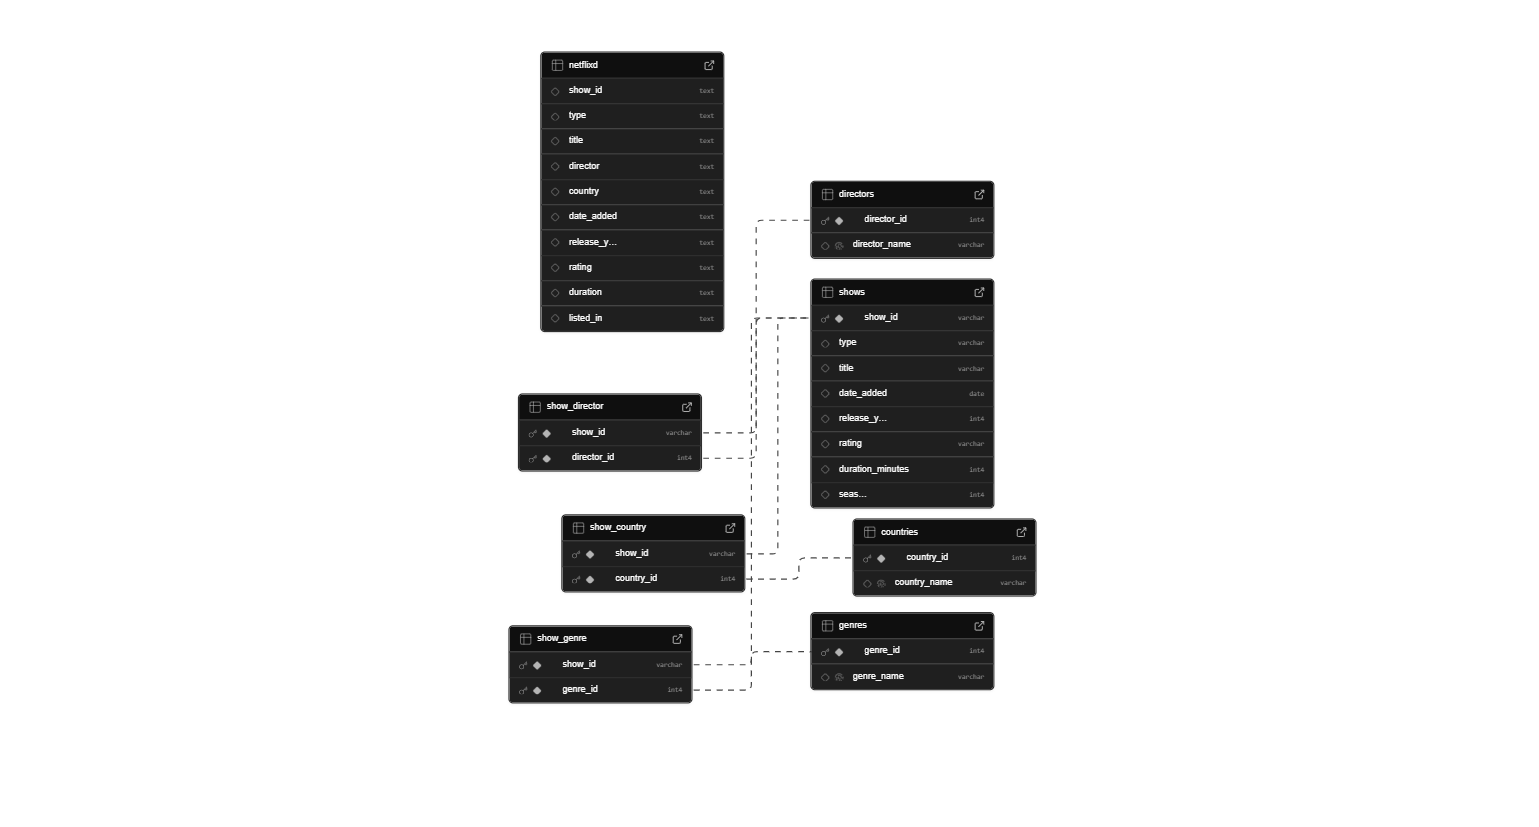 netflixd
show_id text
type text
title text
director text
country text
date_added text
release_y... text
rating text
duration text
listed_in text
directors
director_id int4
director_name varchar
shows
show_id varchar
type varchar
title varchar
date_added date
release_y... int4
rating varchar
duration_minutes int4
seas... int4
show_director
show_id varchar
director_id int4
show_country
show_id varchar
country_id int4
countries
country_id int4
country_name varchar
show_genre
show_id varchar
genre_id int4
genres
genre_id int4
genre_name varchar